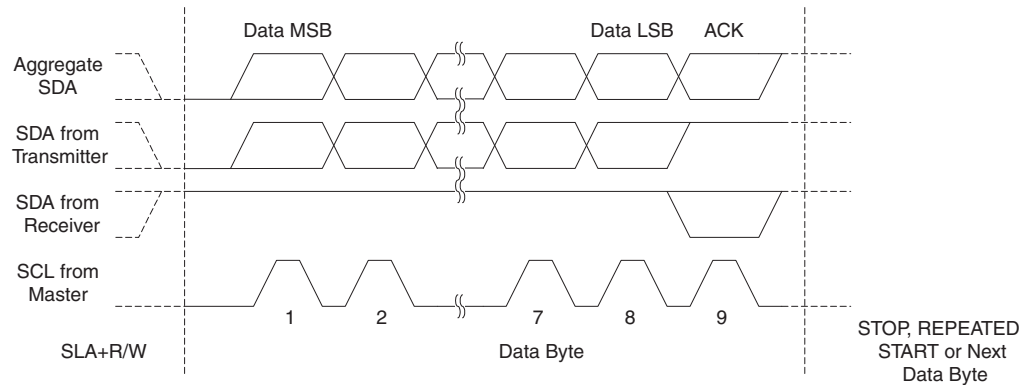 Data MSB
Data LSB
ACK
Aggregate
SDA
SDA from
Transmitter
SDA from
Receiver
SCL from
Master
1
2
7
8
9
SLA+R/W
Data Byte
STOP, REPEATED
START or Next
Data Byte